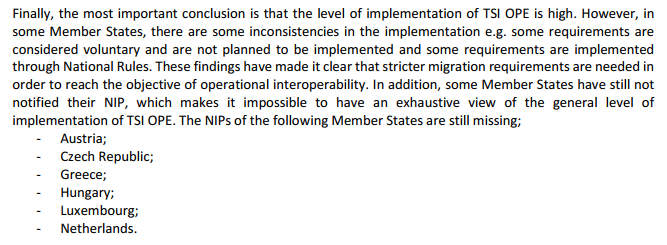 Finally, the most important conclusion is that the level of implementation of TSI OPE is high. However, in
some Member States, there are some inconsistencies in the implementation e.g. some requirements are
considered voluntary and are not planned to be implemented and some requirements are implemented
through National Rules. These findings have made it clear that stricter migration requirements are needed in
order to reach the objective of operational interoperability. In addition, some Member States have still not
notified their NIP, which makes it impossible to have an exhaustive view of the general level of
implementation of TSI OPE. The NIPs of the following Member States are still missing;
- Austria;
- Czech Republic;
- Greece;
- Hungary;
- Luxembourg;
- Netherlands.